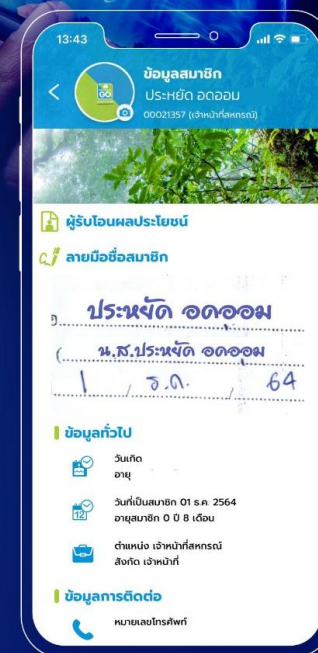 13:43
ข้อมูลสมาชิก
GO
ประหยัด อดออม
00021357 (เจ้าหน้าที่สหกรณ์)
ผู้รับโอนผลประโยชน์
ลายมือชื่อสมาชิก
ประหยัด อดออม
( น.ส.ประหยัด อดออม
1 / ธ.ค. / 64
ข้อมูลทั่วไป
วันเกิด
อายุ
12
วันที่เป็นสมาชิก 01 ธ.ค. 2564
อายุสมาชิก 0 ปี 8 เดือน
ตำแหน่ง เจ้าหน้าที่สหกรณ์
สังกัด เจ้าหน้าที่
ข้อมูลการติดต่อ
หมายเลขโทรศัพท์